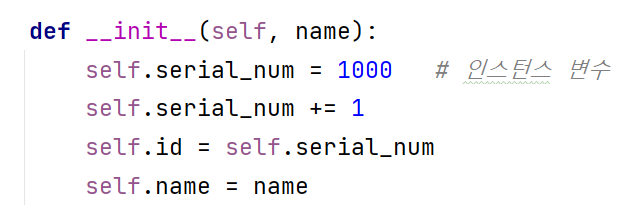 def __init__(self, name):
    self.serial_num = 1000   # 인스턴스 변수
    self.serial_num += 1
    self.id = self.serial_num
    self.name = name